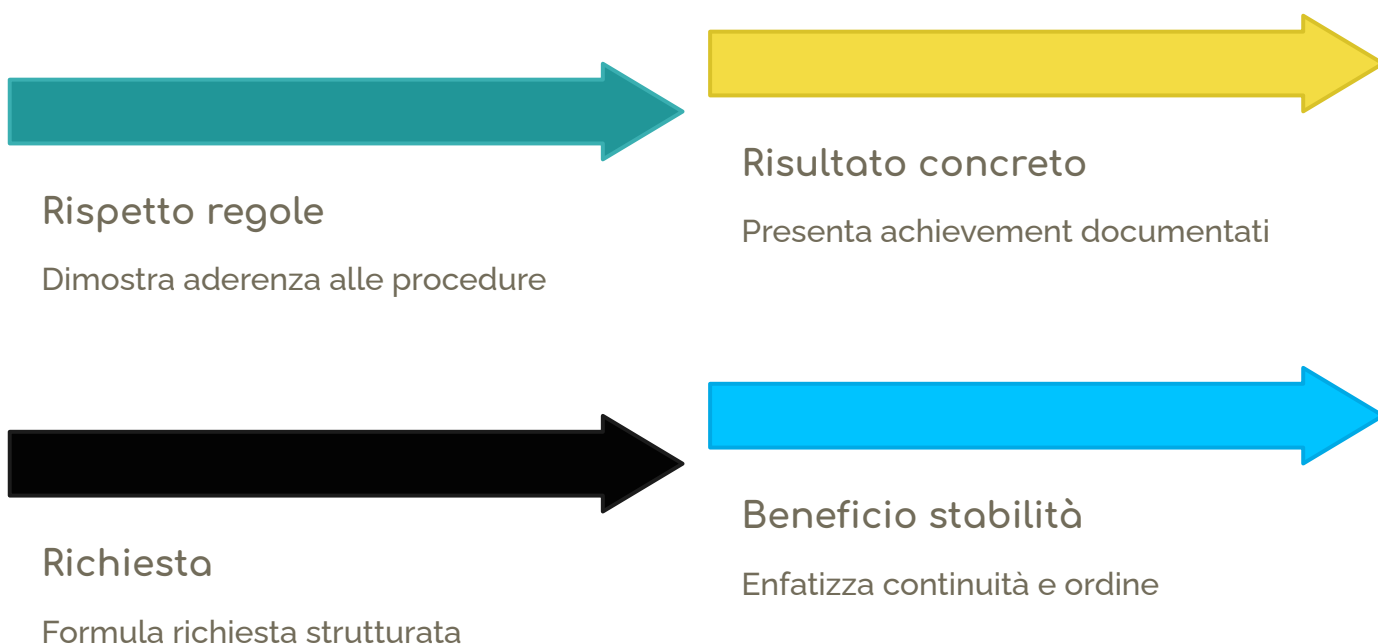 Rispetto regole
Dimostra aderenza alle procedure
Risultato concreto
Presenta achievement documentati
Richiesta
Formula richiesta strutturata
Beneficio stabilità
Enfatizza continuità e ordine